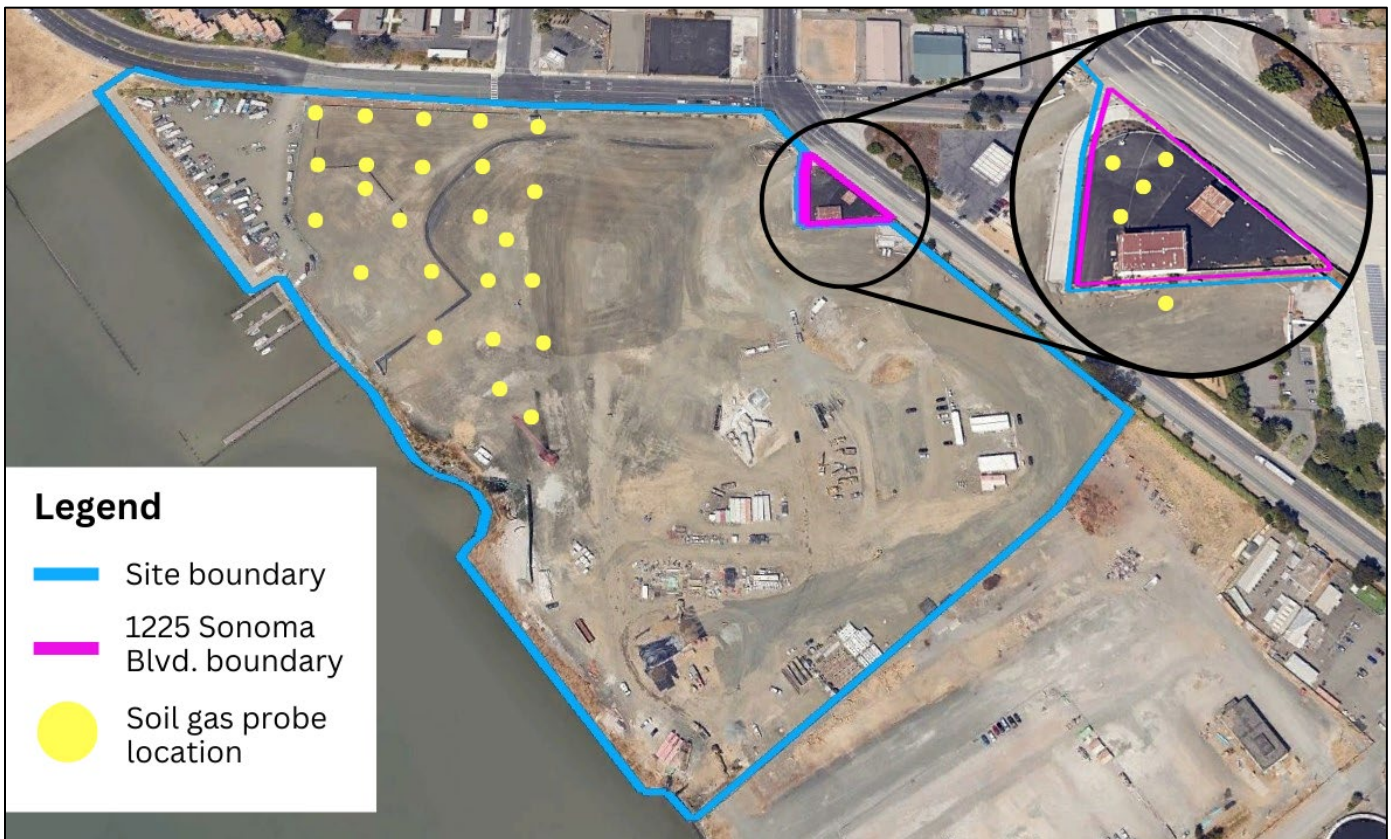 Legend
Site boundary
1225 Sonoma
Blvd. boundary
Soil gas probe
location